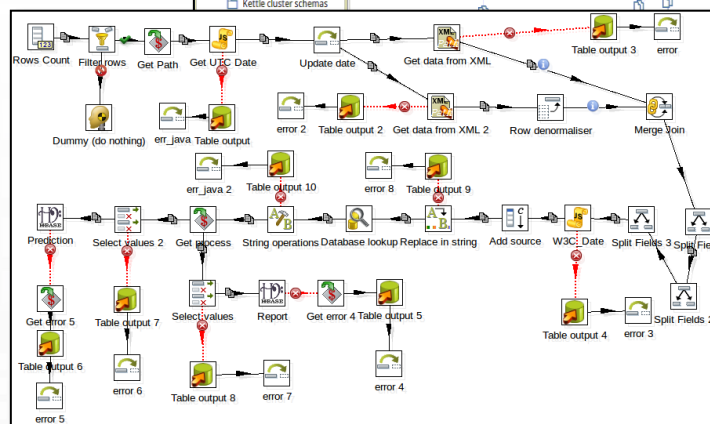 Kettle cluster schemas
Table output 3
error
Rows Count
Filter rows
Get Path
Get UTC Date
Update date
Get data from XML
Dummy (do nothing)
err_java
Table output
error 2
Table output 2
Get data from XML 2
Row denormaliser
Merge Join
err_java 2
Table output 10
error 8
Table output 9
Prediction
Select values 2
Get process
String operations
Database lookup
Replace in string
Add source
W3C_Date
Split Fields 3
Split Fie
Get error 5
Table output 7
Select values
Report
Get error 4
Table output 5
Table output 4
error 3
Split Fields 2
Table output 6
error 6
Table output 8
error 7
error 4
error 5